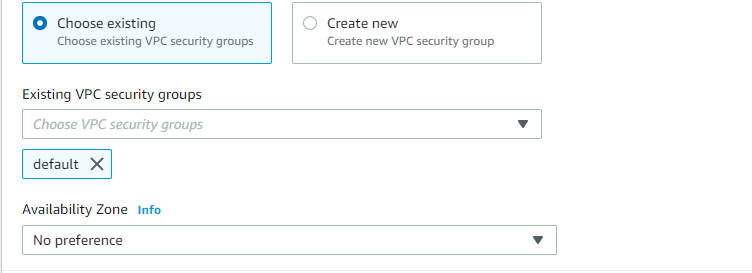 Choose existing
Choose existing VPC security groups
Create new
Create new VPC security group
Existing VPC security groups
Choose VPC security groups
default
Availability Zone Info
No preference